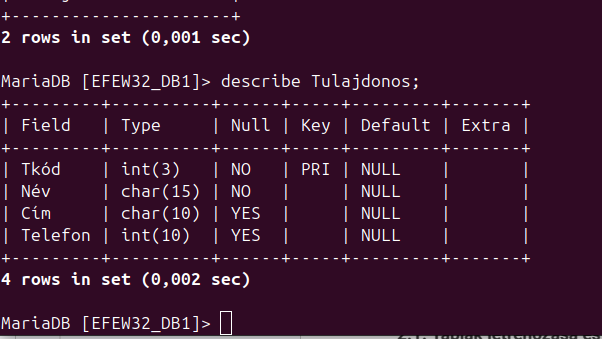 +----------------------+
2 rows in set (0,001 sec)
MariaDB [EFEW32_DB1]> describe Tulajdonos;
+---------+----------+------+-----+---------+-------+
| Field   | Type     | Null | Key | Default | Extra |
+---------+----------+------+-----+---------+-------+
| Tkód    | int(3)   | NO   | PRI | NULL    |       |
| Név     | char(15) | NO   |     | NULL    |       |
| Cím     | char(10) | YES  |     | NULL    |       |
| Telefon | int(10)  | YES  |     | NULL    |       |
+---------+----------+------+-----+---------+-------+
4 rows in set (0,002 sec)
MariaDB [EFEW32_DB1]>